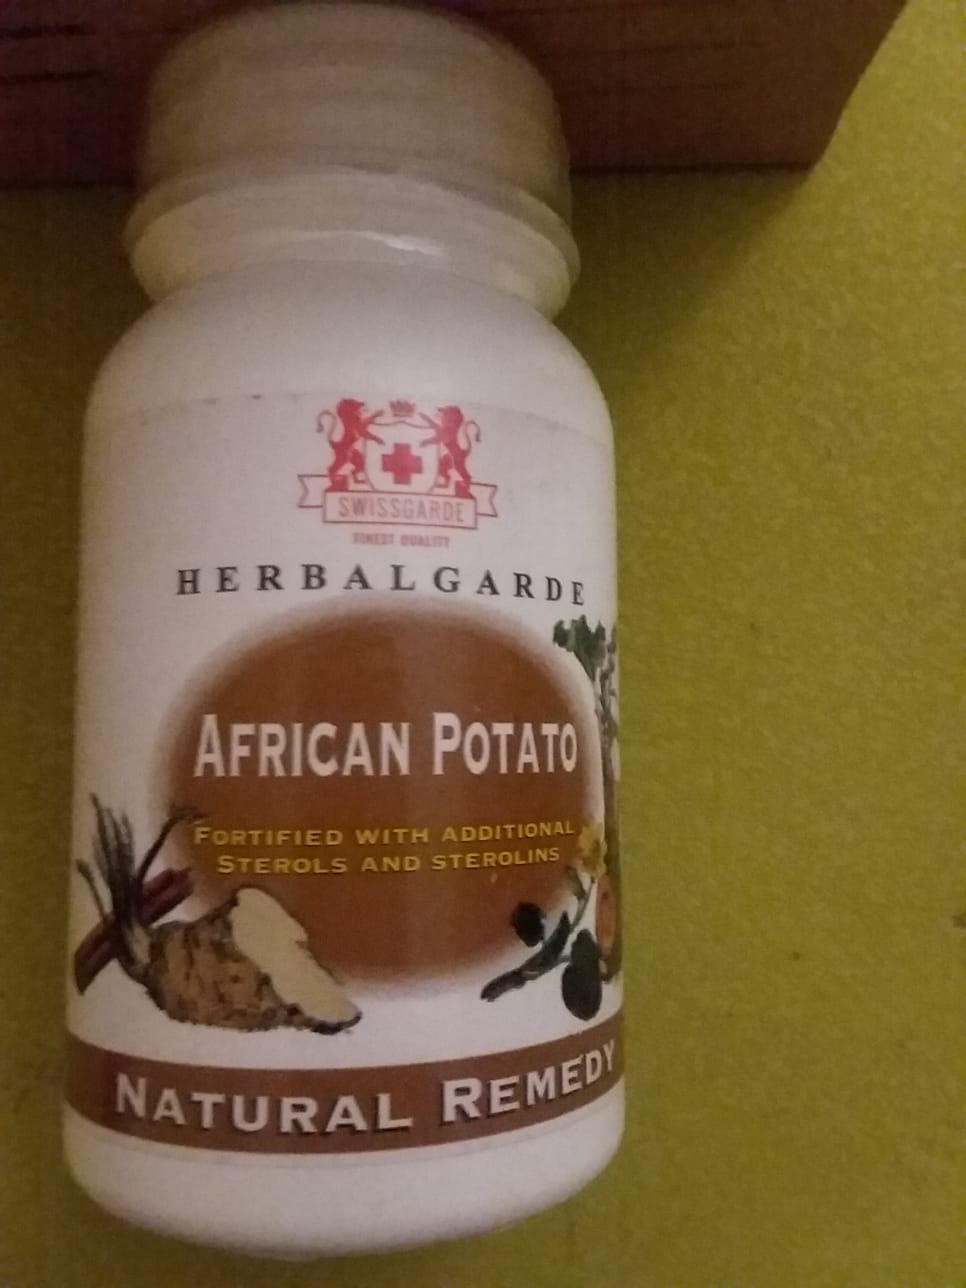 SWISSGARDE
FINEST QUALITY
HERBALGARDE
AFRICAN POTATO
FORTIFIED WITH ADDITIONAL
STEROLS AND STEROLINS
NATURAL REMEDY